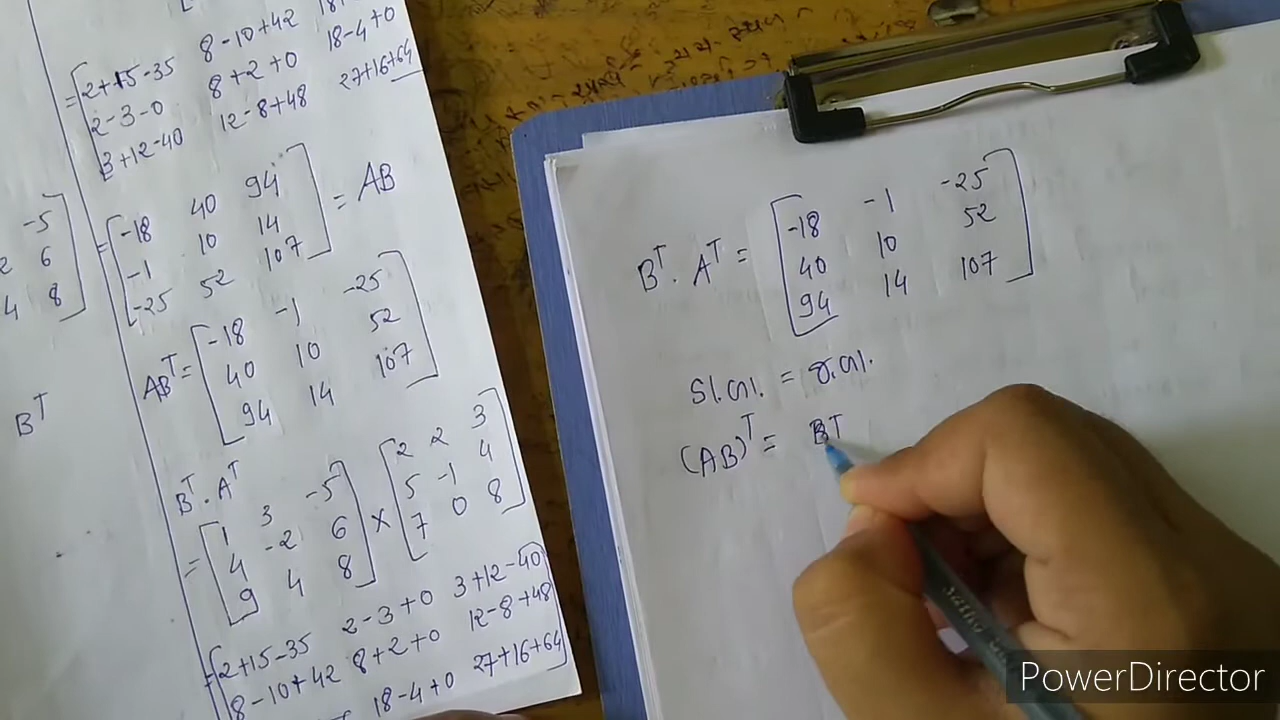 8-10+42
= [2+15-35 8+2+0 18-4+0
2-3-0 12-8+48 27+16+64
3+12-40
-5
6
4 8
= [-18 40 94
-1 10 14
-25 52 107] = AB
AB^T = [-18 -1 -25
40 10 52
94 14 107]
B^T
B^T . A^T
= [1 3 -5
4 -2 6
9 4 8] × [2 2 3
5 -1 4
7 0 8]
= [2+15-35 2-3+0 3+12-40
8-10+42 8+2+0 12-8+48
18-4+0 27+16+64]
B^T . A^T = [-18 -1 -25
40 10 52
94 14 107]
(AB)^T = B^T
PowerDirector